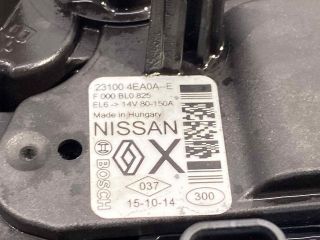 23100 4EA0A--E
F 000 BL0 825
EL6 -> 14V 80-150A
Made in Hungary
NISSAN
X
BOSCH
037
15-10-14
300